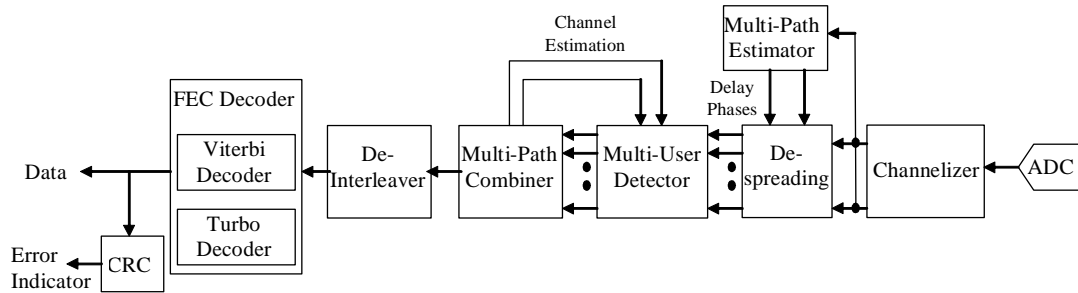 Channel
Estimation
Multi-Path
Estimator
Delay
Phases
FEC Decoder
Viterbi
Decoder
Turbo
Decoder
De-
Interleaver
Multi-Path
Combiner
Multi-User
Detector
De-
spreading
Channelizer
ADC
Data
Error
Indicator
CRC